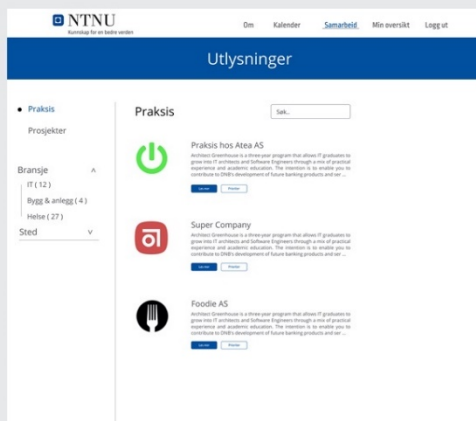 NTNU
Kunnskap for en bedre verden
Om Kalender Samarbeid Min oversikt Logg ut
Utlysninger
Praksis
Prosjekter
Bransje
IT ( 12 )
Bygg & anlegg ( 4 )
Helse ( 27 )
Sted
Praksis
Søk..
Praksis hos Atea AS
Architect Greenhouse is a three-year program that allows IT graduates to
grow into IT architects and Software Engineers through a mix of practical
experience and academic education. The intention is to enable you to
contribute to DNB's development of future banking products and ser ...
Les mer
Super Company
Architect Greenhouse is a three-year program that allows IT graduates to
grow into IT architects and Software Engineers through a mix of practical
experience and academic education. The intention is to enable you to
contribute to DNB's development of future banking products and ser ...
Les mer
Foodie AS
Architect Greenhouse is a three-year program that allows IT graduates to
grow into IT architects and Software Engineers through a mix of practical
experience and academic education. The intention is to enable you to
contribute to DNB's development of future banking products and ser ...
Les mer